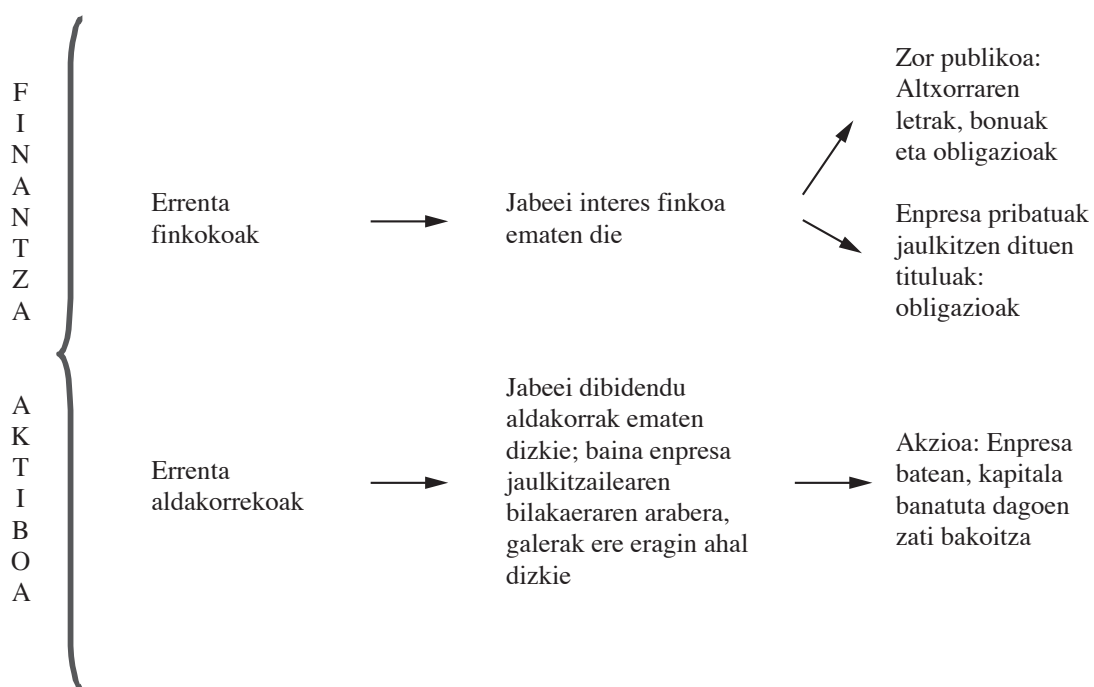 FINANTZA AKTIBOA
Errenta
finkokoak
Jabeei interes finkoa
ematen die
Zor publikoa:
Altxorraren
letrak, bonuak
eta obligazioak
Enpresa pribatuak
jaulkitzen dituen
tituluak:
obligazioak
Errenta
aldakorrekoak
Jabeei dibidendu
aldakorrak ematen
dizkie; baina enpresa
jaulkitzailearen
bilakaeraren arabera,
galerak ere eragin ahal
dizkie
Akzioa: Enpresa
batean, kapitala
banatuta dagoen
zati bakoitza